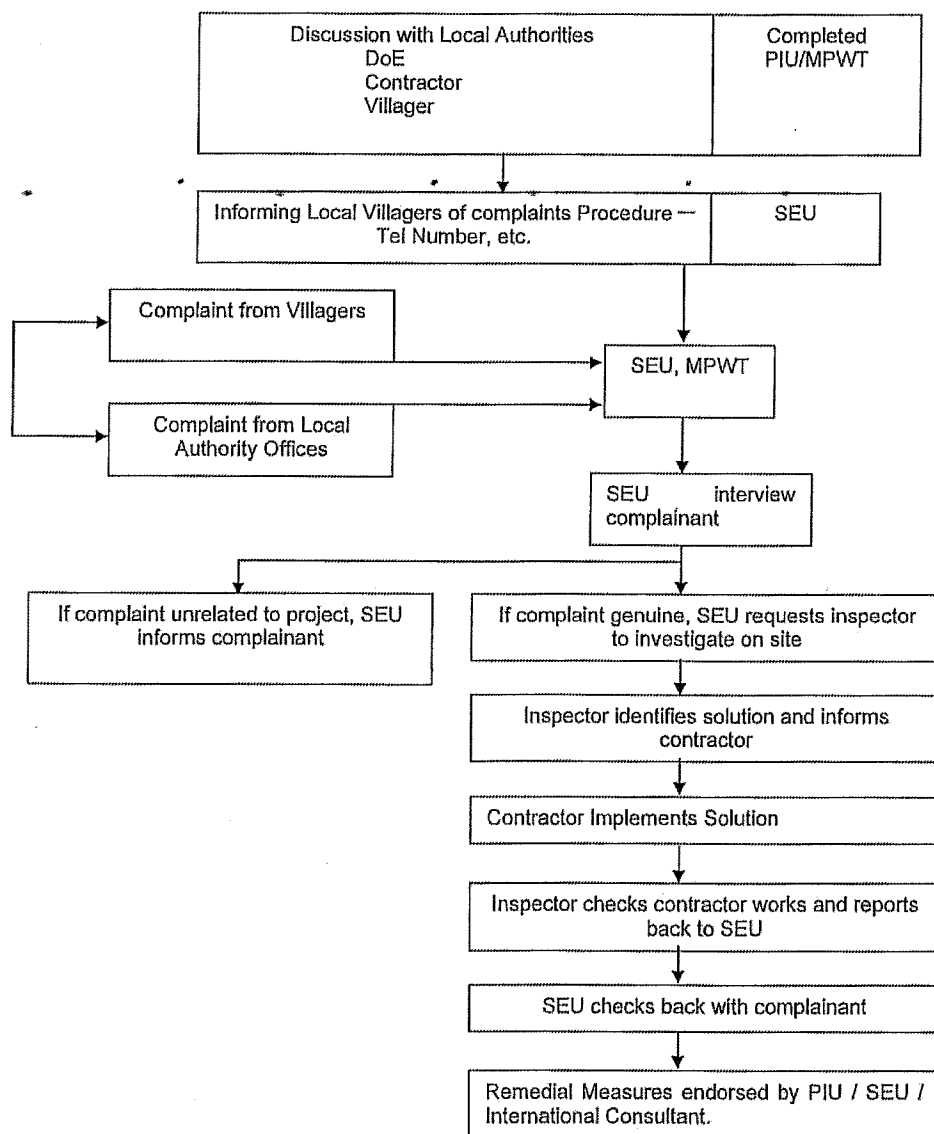 Discussion with Local Authorities
DoE
Contractor
Villager
Completed
PIU/MPWT
Informing Local Villagers of complaints Procedure —
Tel Number, etc.
SEU
Complaint from Villagers
SEU, MPWT
Complaint from Local
Authority Offices
SEU interview
complainant
If complaint unrelated to project, SEU
informs complainant
If complaint genuine, SEU requests inspector
to investigate on site
Inspector identifies solution and informs
contractor
Contractor Implements Solution
Inspector checks contractor works and reports
back to SEU
SEU checks back with complainant
Remedial Measures endorsed by PIU / SEU /
International Consultant.